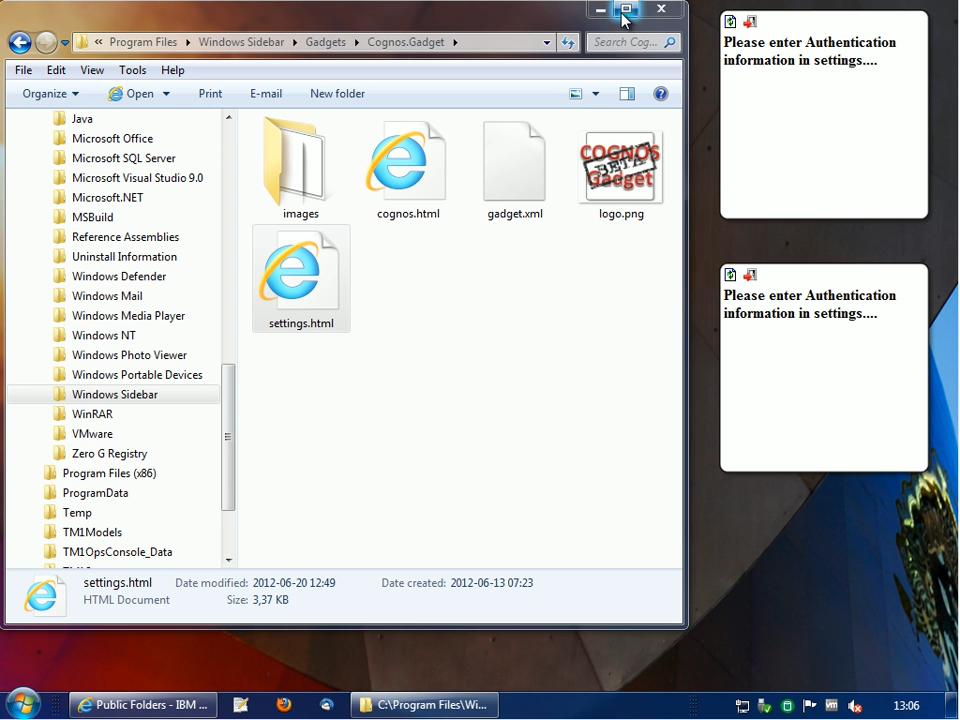 « Program Files Windows Sidebar Gadgets Cognos.Gadget
Search Cog...
File Edit View Tools Help
Organize Open Print E-mail New folder
Java
Microsoft Office
Microsoft SQL Server
Microsoft Visual Studio 9.0
Microsoft.NET
MSBuild
Reference Assemblies
Uninstall Information
Windows Defender
Windows Mail
Windows Media Player
Windows NT
Windows Photo Viewer
Windows Portable Devices
Windows Sidebar
WinRAR
VMware
Zero G Registry
Program Files (x86)
ProgramData
Temp
TM1Models
TM1OpsConsole_Data
images
cognos.html
gadget.xml
COGNOS
BETA
Gadget
logo.png
settings.html
settings.html Date modified: 2012-06-20 12:49 Date created: 2012-06-13 07:23
HTML Document Size: 3,37 KB
Please enter Authentication
information in settings....
Please enter Authentication
information in settings....
Public Folders - IBM ...
C:\Program Files\Wi...
vm
13:06